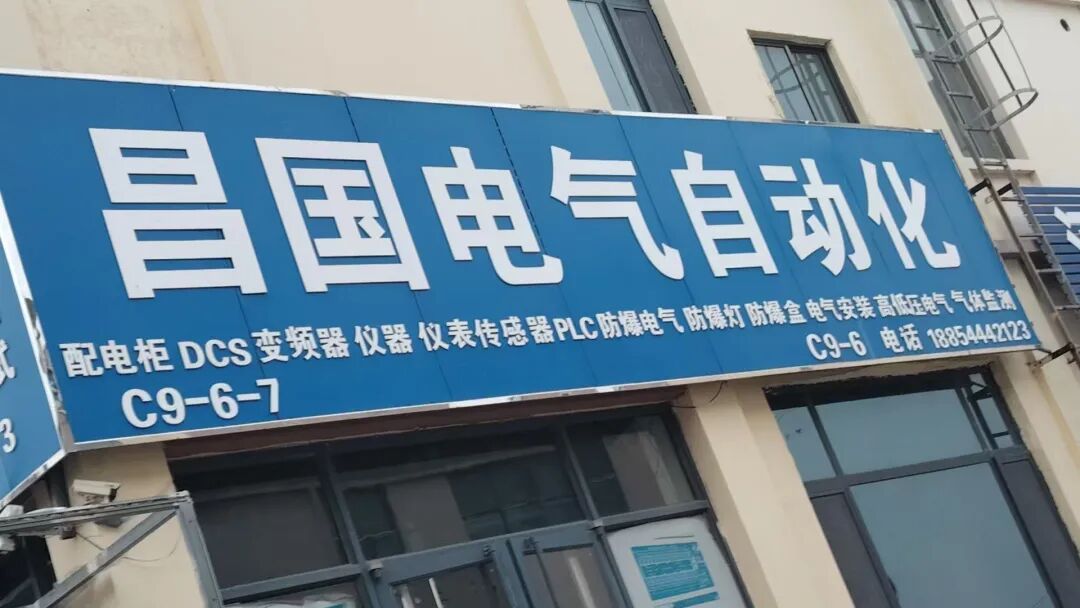 昌国电气自动化
配电柜 DCS 变频器 仪器 仪表传感器 PLC 防爆电气 防爆灯 防爆盒 电气安装 高低压电气 气体监测
C9-6-7
C9-6 电话 18854442123
3